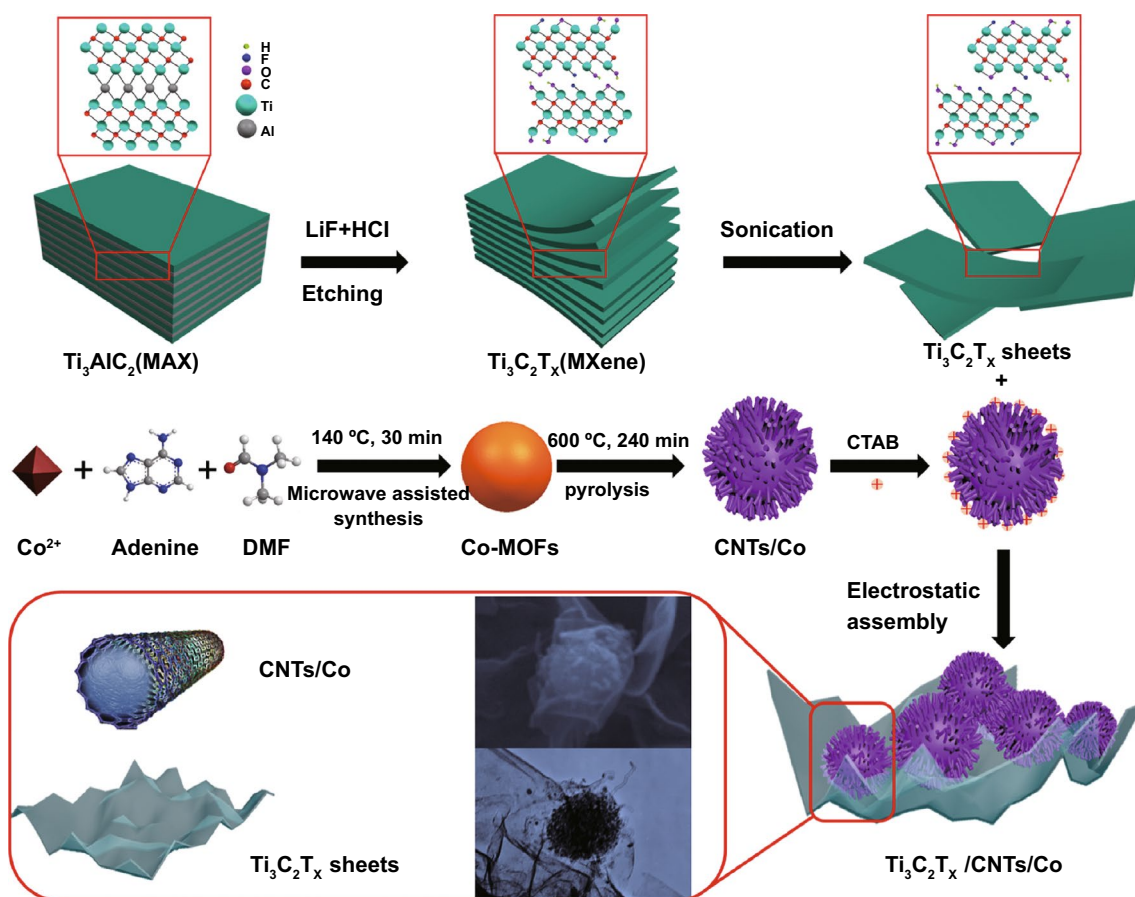 H
F
O
C
Ti
Al
LiF+HCl
Etching
Sonication
Ti₃AlC₂(MAX)
Ti₃C₂Tₓ(MXene)
Ti₃C₂Tₓ sheets
+
140 ºC, 30 min
600 ºC, 240 min
CTAB
+
+
Microwave assisted
synthesis
pyrolysis
Co²⁺
Adenine
DMF
Co-MOFs
CNTs/Co
Electrostatic
assembly
CNTs/Co
Ti₃C₂Tₓ sheets
Ti₃C₂Tₓ /CNTs/Co